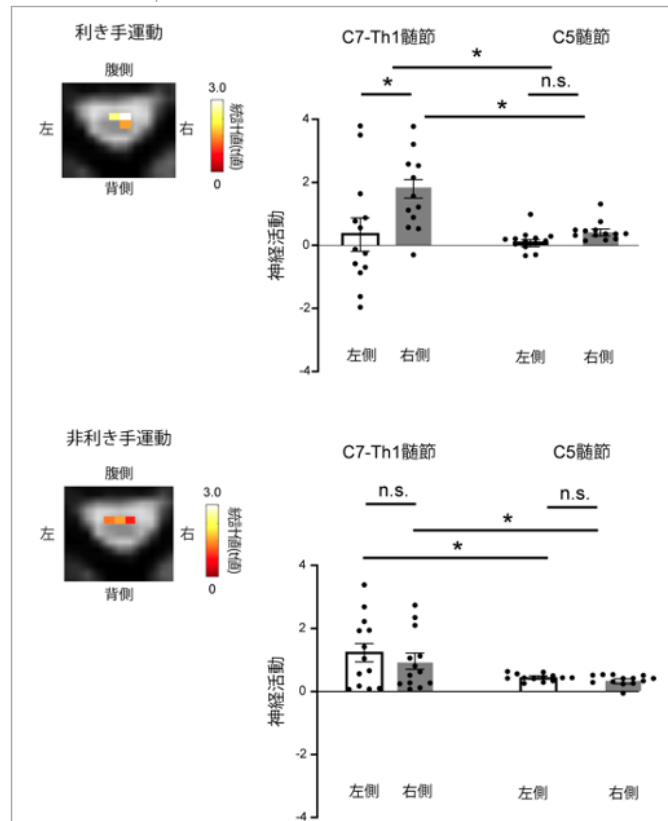 利き手運動
腹側
左
右
背側
3.0
統計値(t値)
0
C7-Th1髄節
C5髄節
*
*
n.s.
*
神経活動
4
2
0
-2
-4
左側
右側
左側
右側
非利き手運動
腹側
左
右
背側
3.0
統計値(t値)
0
C7-Th1髄節
C5髄節
n.s.
n.s.
*
*
神経活動
4
2
0
-2
-4
左側
右側
左側
右側